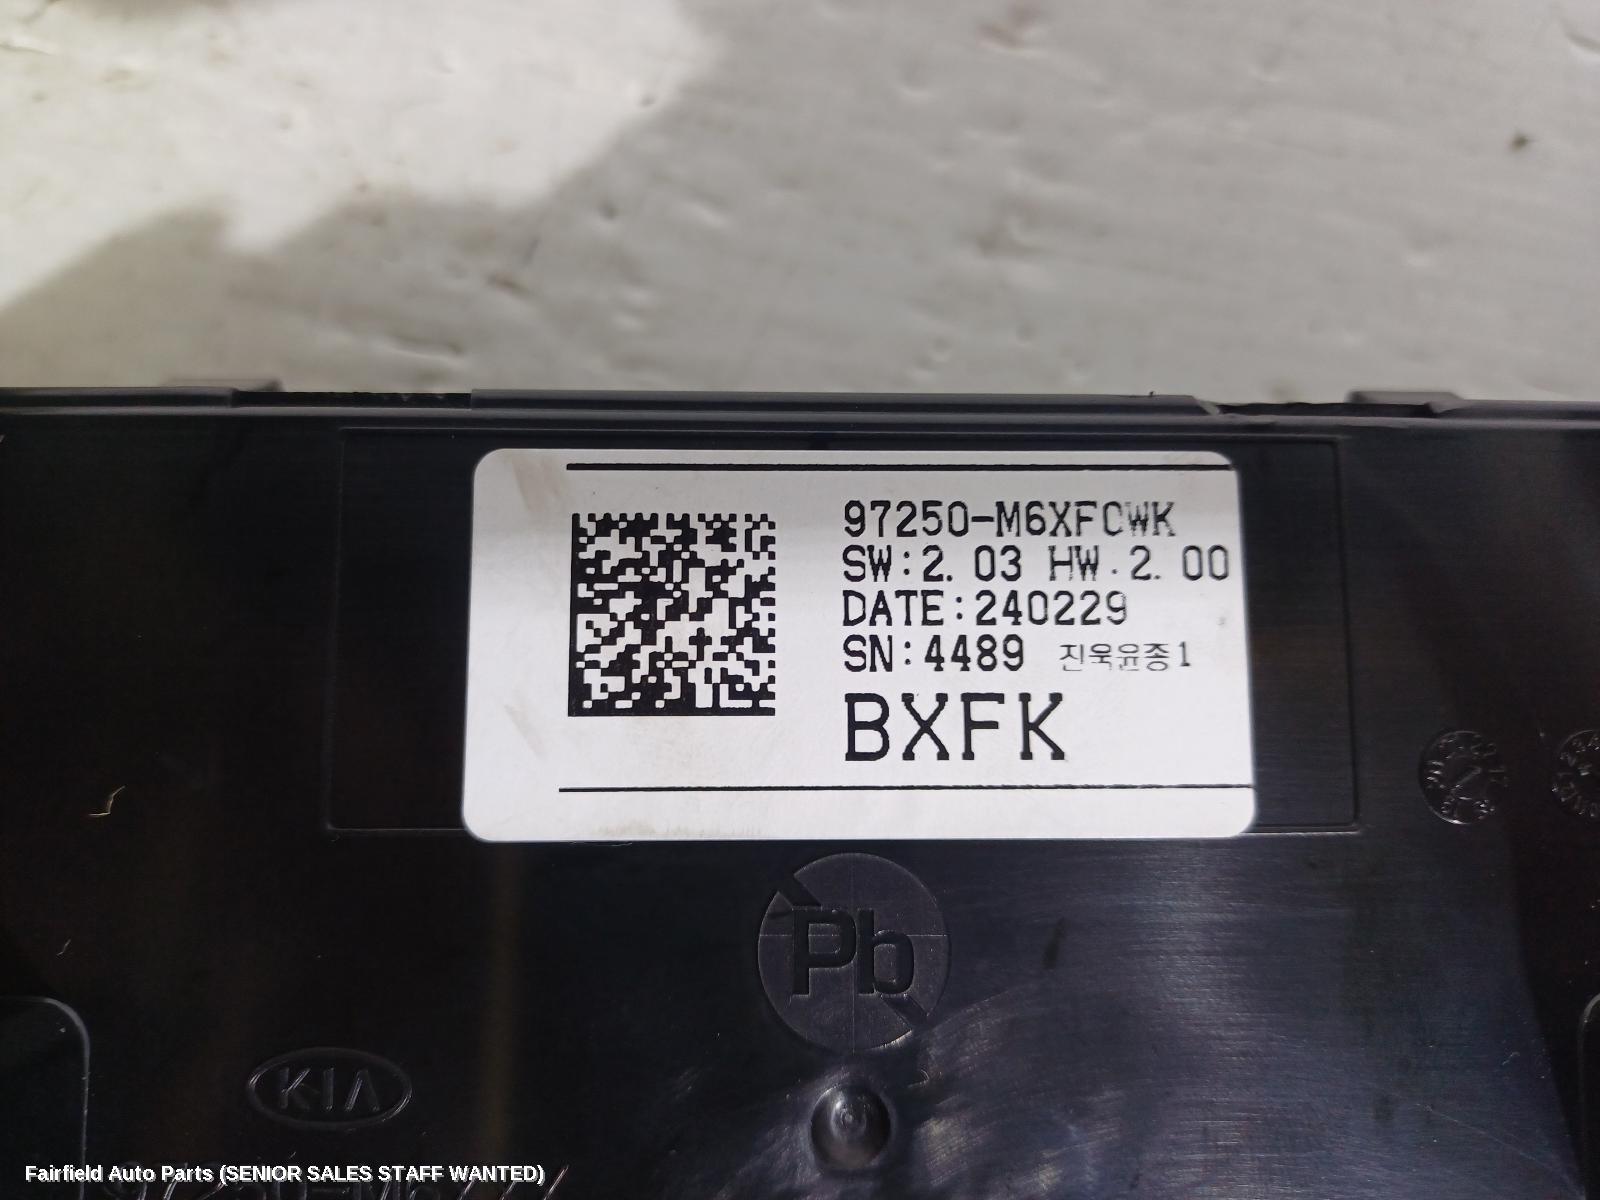 97250-M6XFCWK
SW:2.03 HW:2.00
DATE:240229
SN:4489 진욱윤종1
BXFK
Pb
KIA
Fairfield Auto Parts (SENIOR SALES STAFF WANTED)